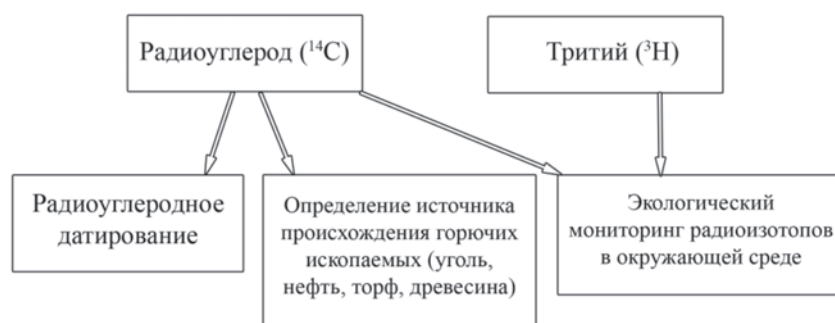 Радиоуглерод (¹⁴C)
Тритий (³H)
Радиоуглеродное
датирование
Определение источника
происхождения горючих
ископаемых (уголь,
нефть, торф, древесина)
Экологический
мониторинг радиоизотопов
в окружающей среде